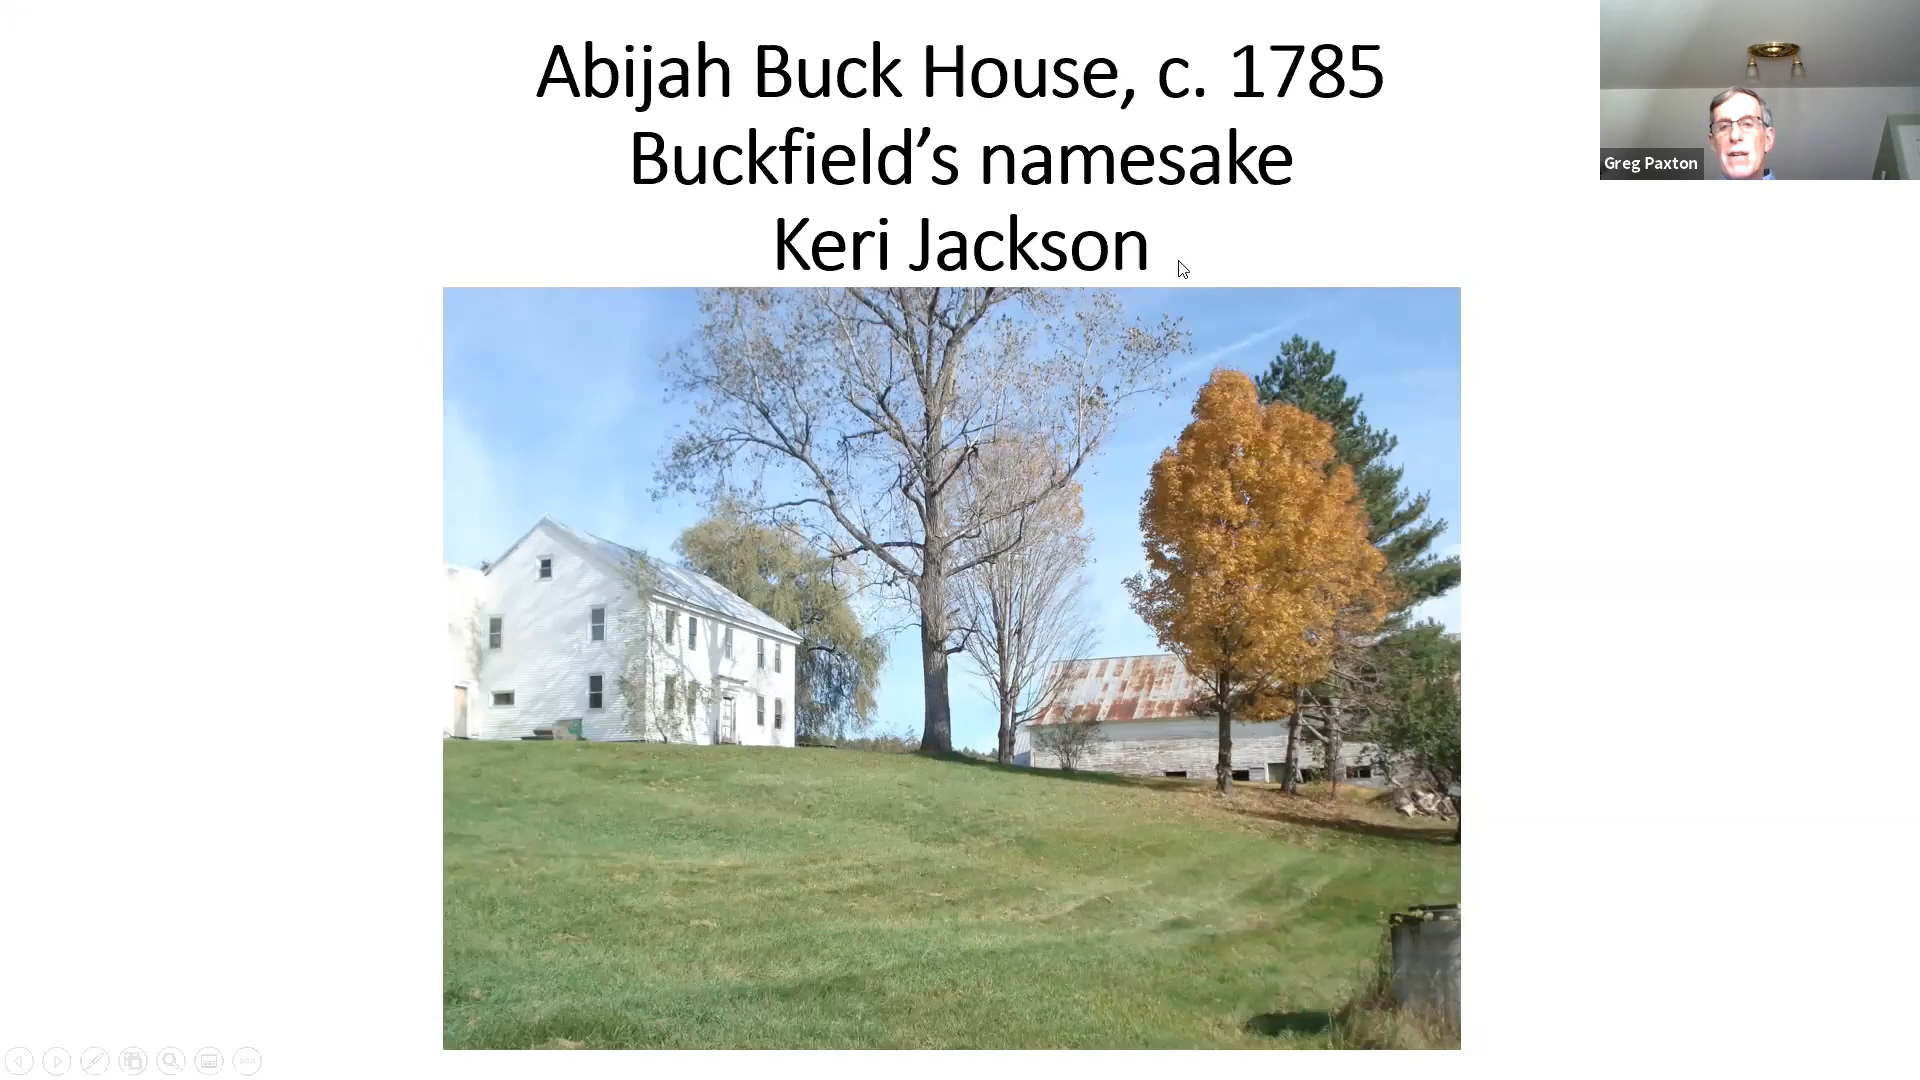 Abijah Buck House, c. 1785
Buckfield’s namesake
Keri Jackson
Greg Paxton